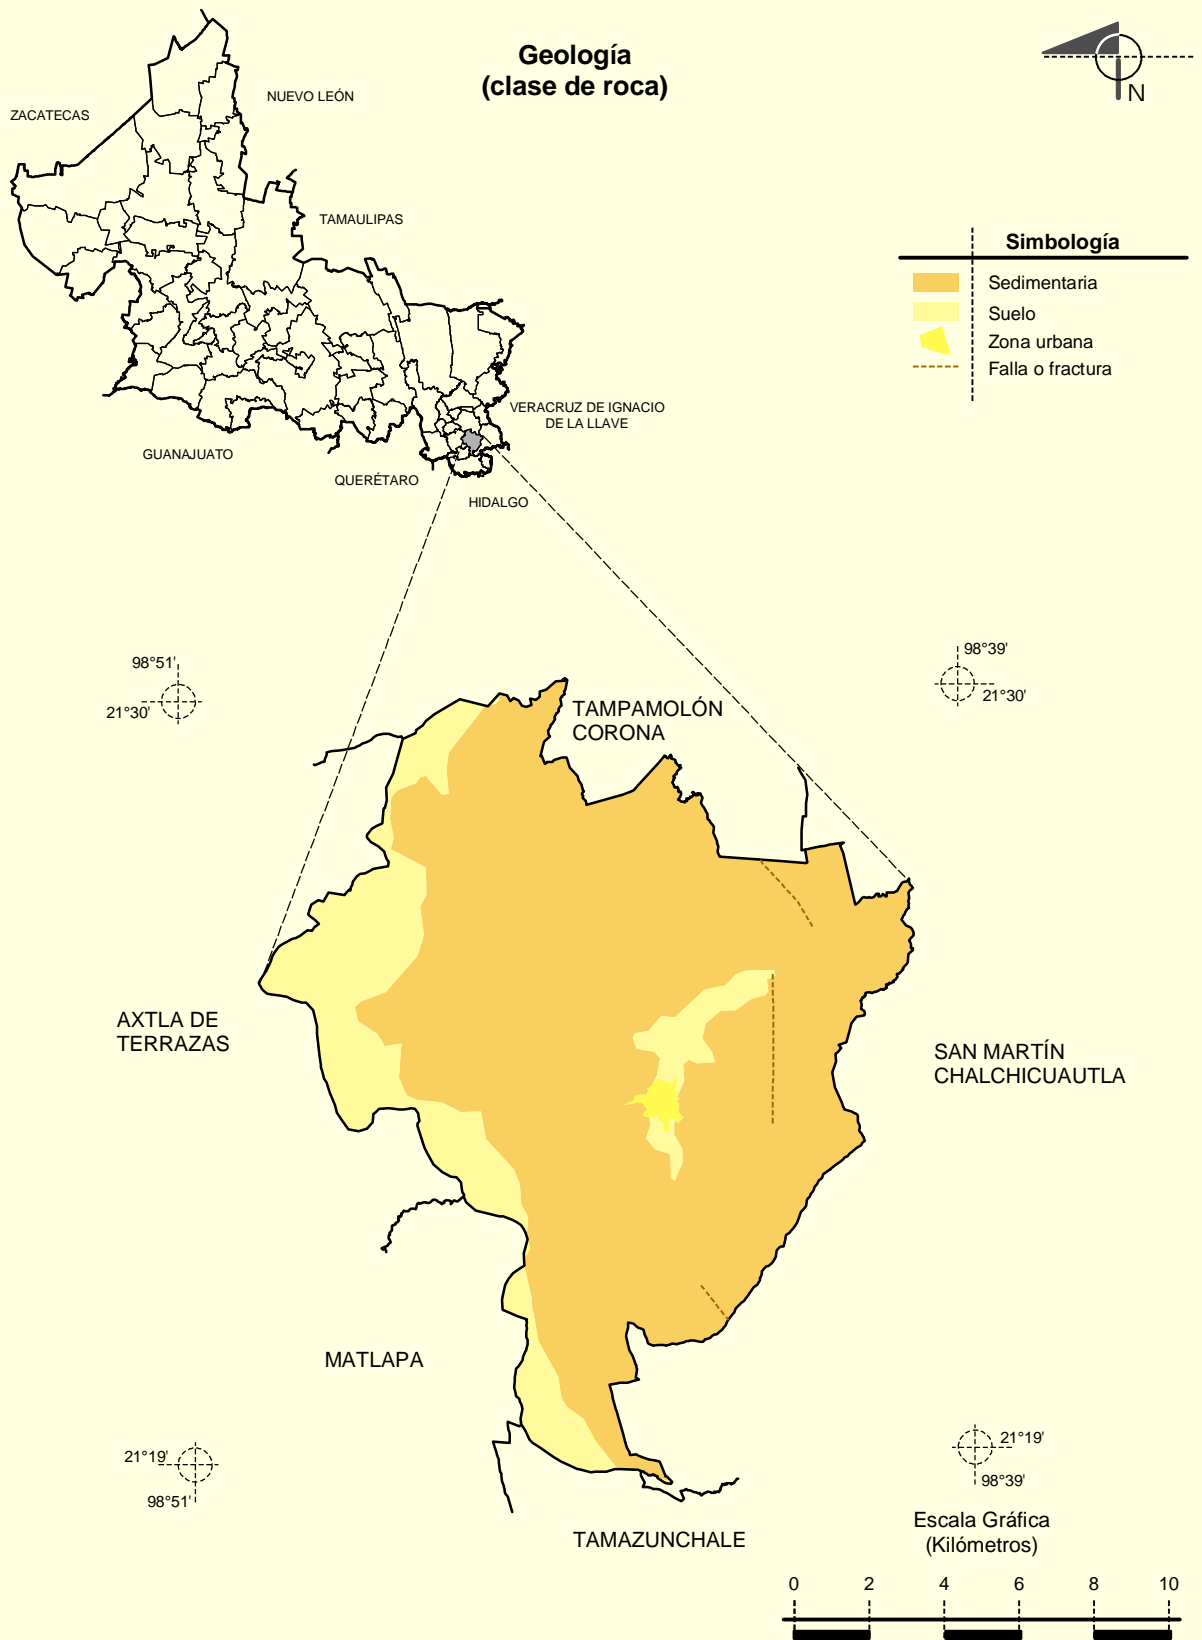 Geología
(clase de roca)
N
NUEVO LEÓN
ZACATECAS
TAMAULIPAS
VERACRUZ DE IGNACIO
DE LA LLAVE
GUANAJUATO
QUERÉTARO
HIDALGO
Simbología
Sedimentaria
Suelo
Zona urbana
Falla o fractura
98°51'
21°30'
98°39'
21°30'
TAMPAMOLÓN
CORONA
AXTLA DE
TERRAZAS
SAN MARTÍN
CHALCHICUAUTLA
MATLAPA
21°19'
98°51'
21°19'
98°39'
TAMAZUNCHALE
Escala Gráfica
(Kilómetros)
0 2 4 6 8 10